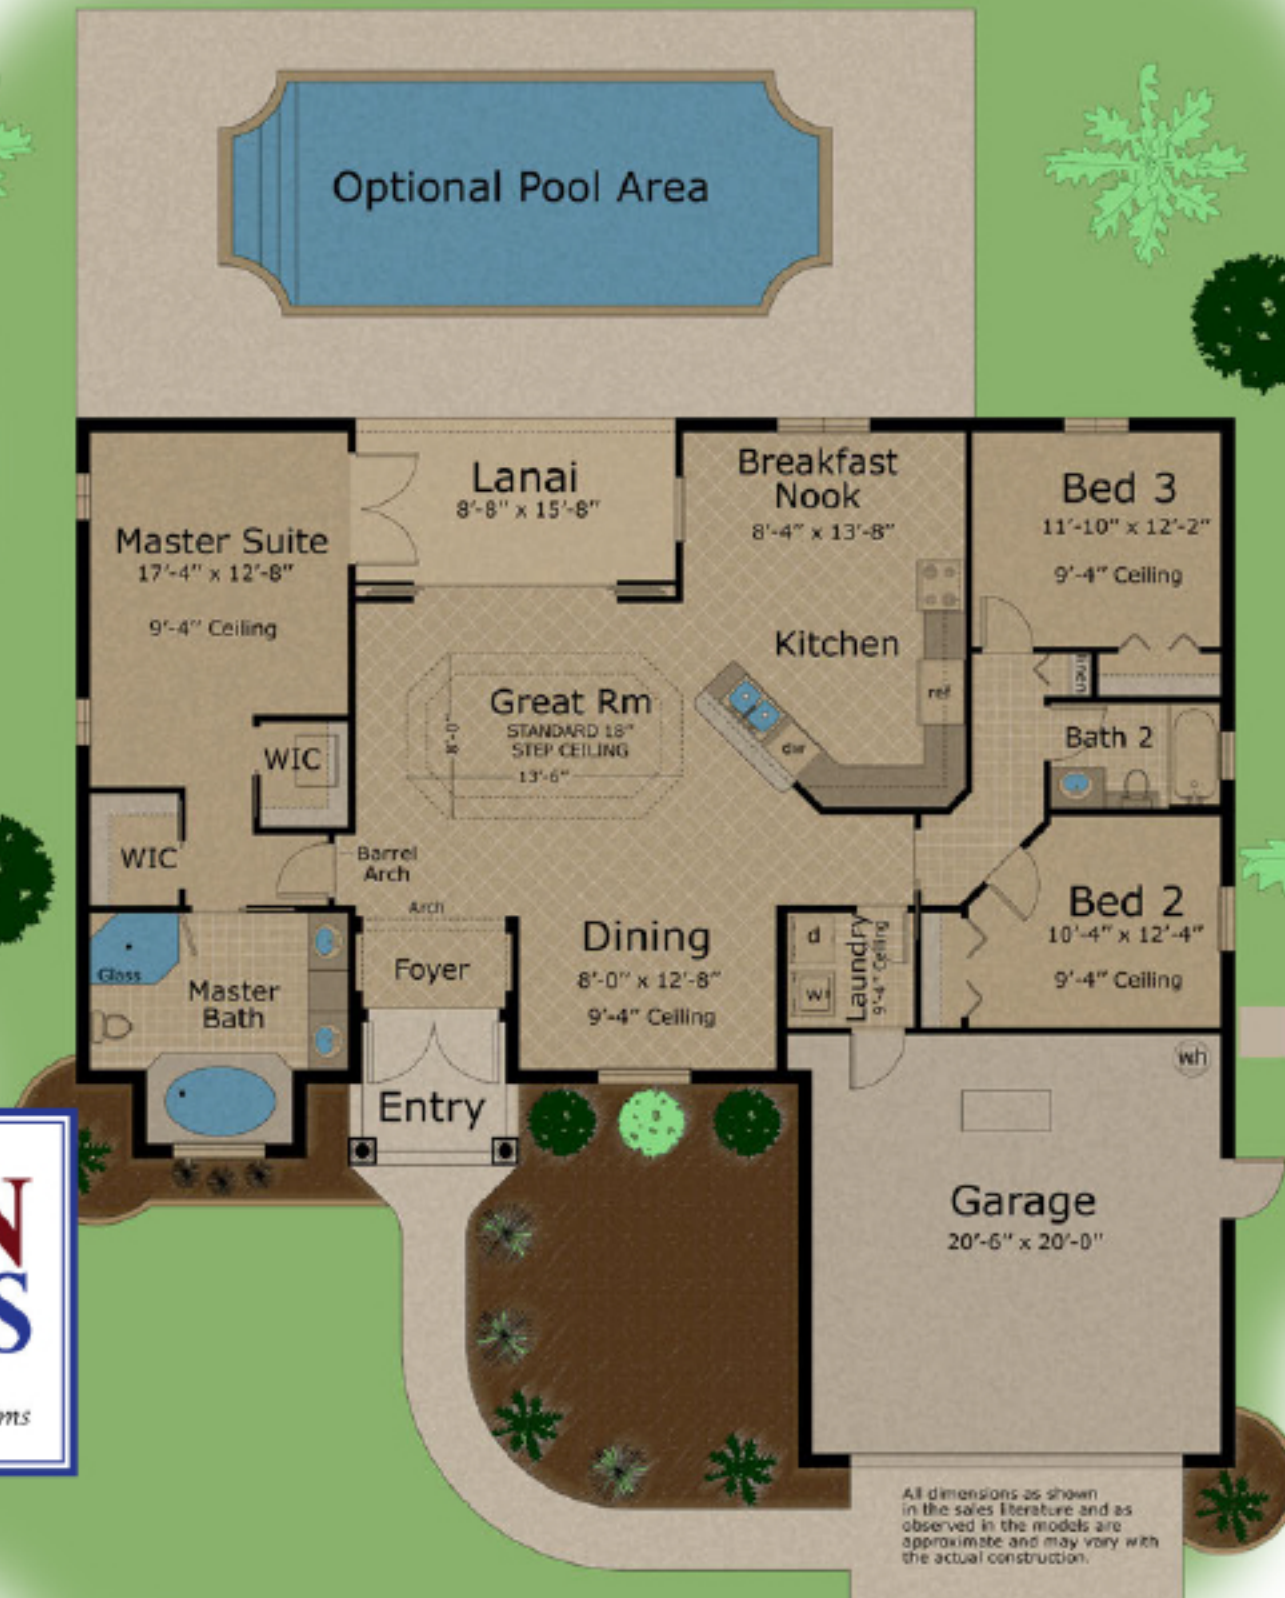 Optional Pool Area
Lanai
8'-8" x 15'-8"
Breakfast
Nook
8'-4" x 13'-8"
Bed 3
11'-10" x 12'-2"
9'-4" Ceiling
Master Suite
17'-4" x 12'-8"
9'-4" Ceiling
Kitchen
ref
Great Rm
STANDARD 18"
STEP CEILING
13'-6"
8'-0"
dw
WIC
Bath 2
WIC
Barrel
Arch
Arch
Bed 2
10'-4" x 12'-4"
9'-4" Ceiling
Dining
8'-0" x 12'-8"
9'-4" Ceiling
d
w
Laundry
9'-4" Ceiling
Foyer
Glass
Master
Bath
wh
Entry
Garage
20'-6" x 20'-0"
N
S
ms
All dimensions as shown
in the sales literature and as
observed in the models are
approximate and may vary with
the actual construction.